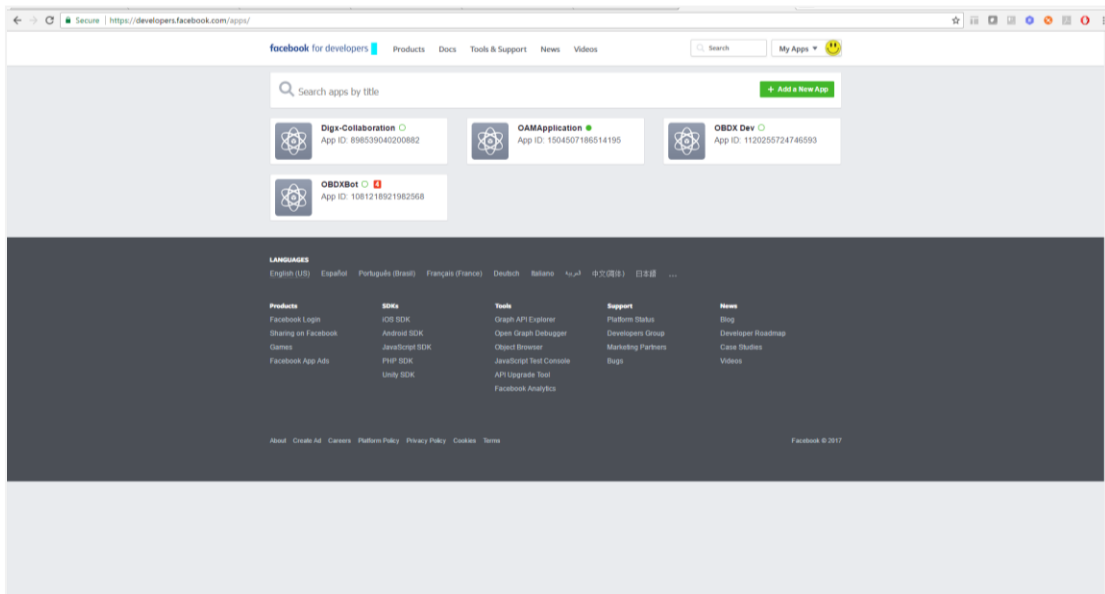 Secure | https://developers.facebook.com/apps/
facebook for developers Products Docs Tools & Support News Videos Search My Apps
Search apps by title + Add a New App
Digx-Collaboration
App ID: 898539040200882
OAMApplication
App ID: 1504507186514195
OBDX Dev
App ID: 1120255724746593
OBDXBot 4
App ID: 1081218921982568
LANGUAGES
English (US) Español Português (Brasil) Français (France) Deutsch Italiano العربية 中文(简体) 日本語 ...
Products
Facebook Login
Sharing on Facebook
Games
Facebook App Ads
SDKs
iOS SDK
Android SDK
JavaScript SDK
PHP SDK
Unity SDK
Tools
Graph API Explorer
Open Graph Debugger
Object Browser
JavaScript Test Console
API Upgrade Tool
Facebook Analytics
Support
Platform Status
Developers Group
Marketing Partners
Bugs
News
Blog
Developer Roadmap
Case Studies
Videos
About Create Ad Careers Platform Policy Privacy Policy Cookies Terms Facebook © 2017